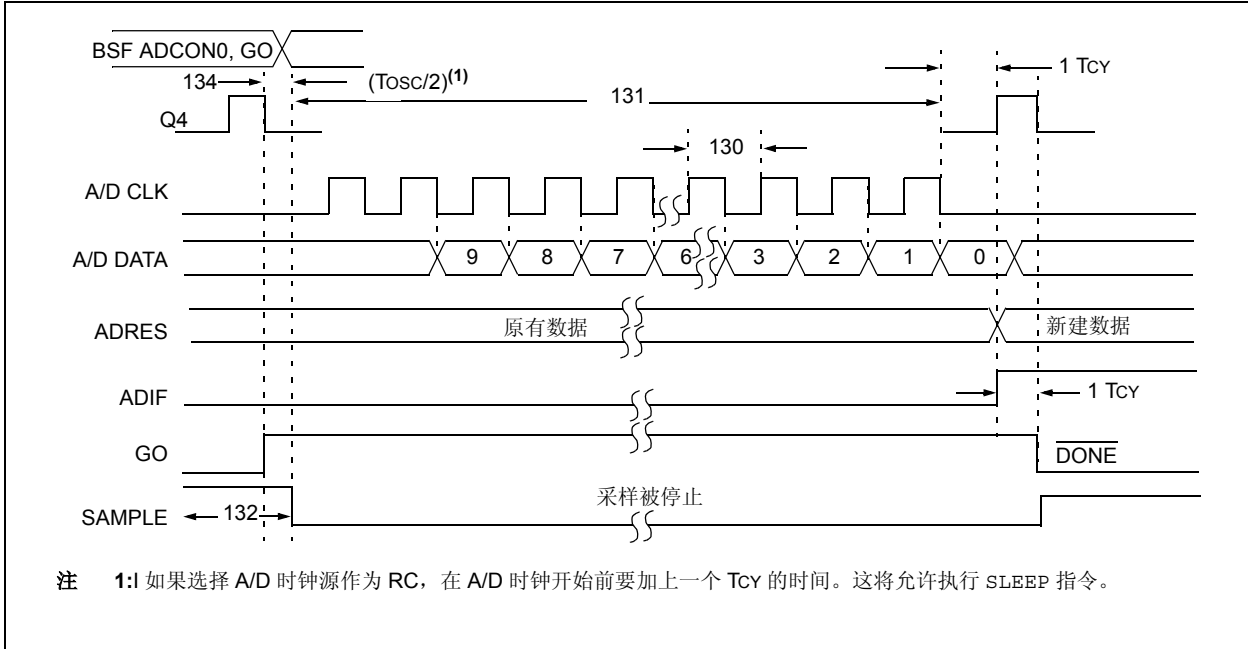 BSF ADCON0, GO
134
(TOSC/2)(1)
131
1 TCY
Q4
130
A/D CLK
A/D DATA
9 8 7 6 3 2 1 0
ADRES
原有数据
新建数据
ADIF
1 TCY
GO
DONE
采样被停止
SAMPLE
132
注 1:I 如果选择 A/D 时钟源作为 RC，在 A/D 时钟开始前要加上一个 TCY 的时间。这将允许执行 SLEEP 指令。